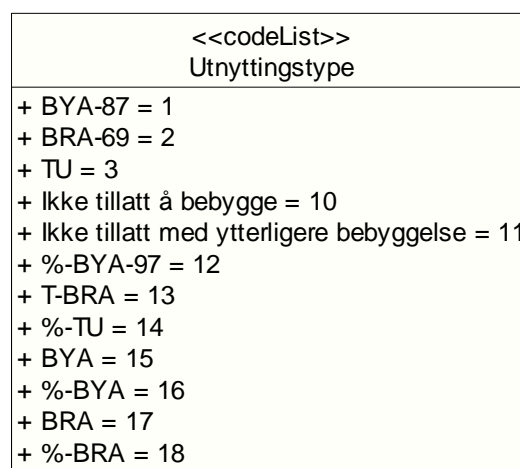 <<codeList>>
Utnyttingstype
+ BYA-87 = 1
+ BRA-69 = 2
+ TU = 3
+ Ikke tillatt å bebygge = 10
+ Ikke tillatt med ytterligere bebyggelse = 11
+ %-BYA-97 = 12
+ T-BRA = 13
+ %-TU = 14
+ BYA = 15
+ %-BYA = 16
+ BRA = 17
+ %-BRA = 18